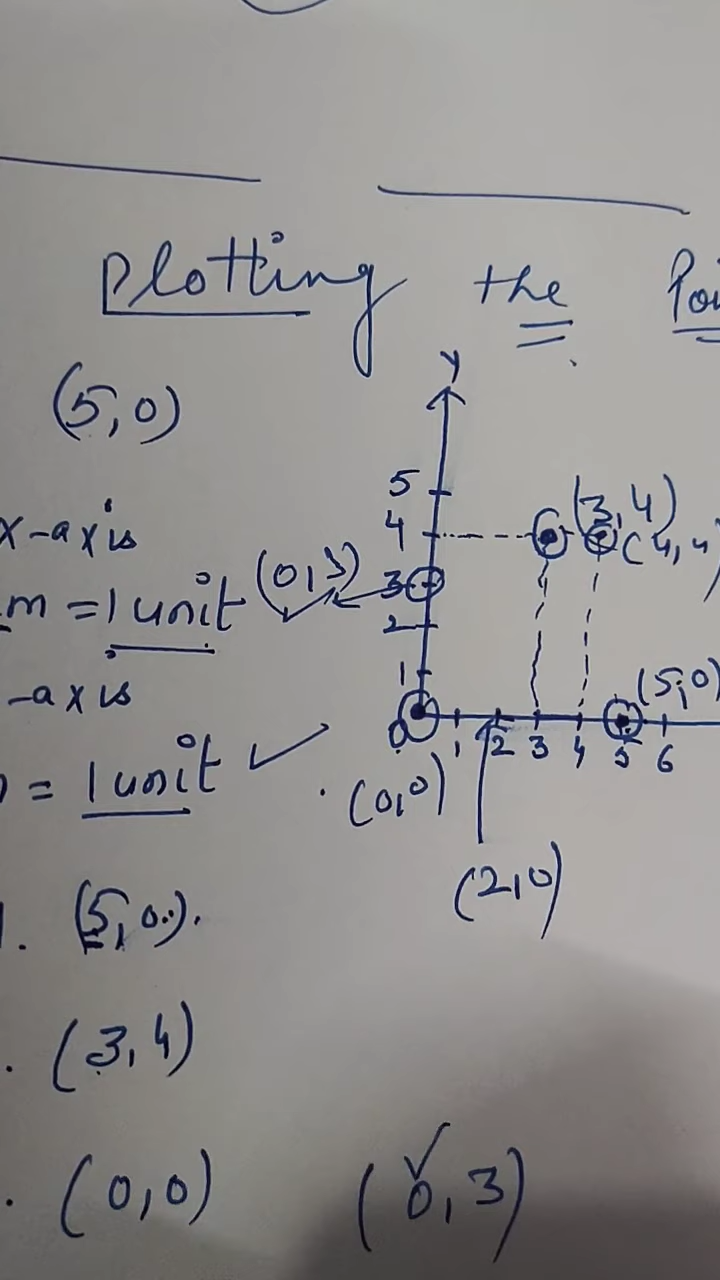 Plotting the Poi
(5,0)
Y
5
x-axis
4
(3,4)
(4,4)
m = 1 unit
(0,3)
3
2
-axis
1
(5,0)
0
1 2 3 4 5 6
= 1 unit ✓
(0,0)
(2,0)
1. (5,0).
. (3,4)
. (0,0) (0,3)